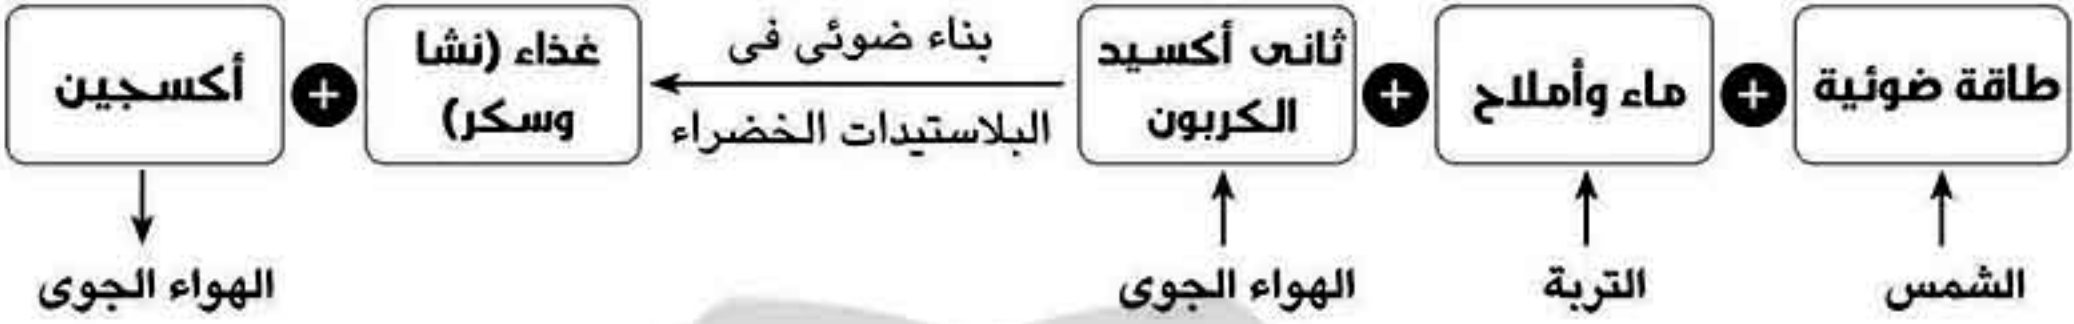 طاقة ضوئية
+
ماء وأملاح
+
ثانى أكسيد
الكربون
بناء ضوئى فى
البلاستيدات الخضراء
غذاء (نشا
وسكر)
+
أكسجين
الشمس
التربة
الهواء الجوى
الهواء الجوى